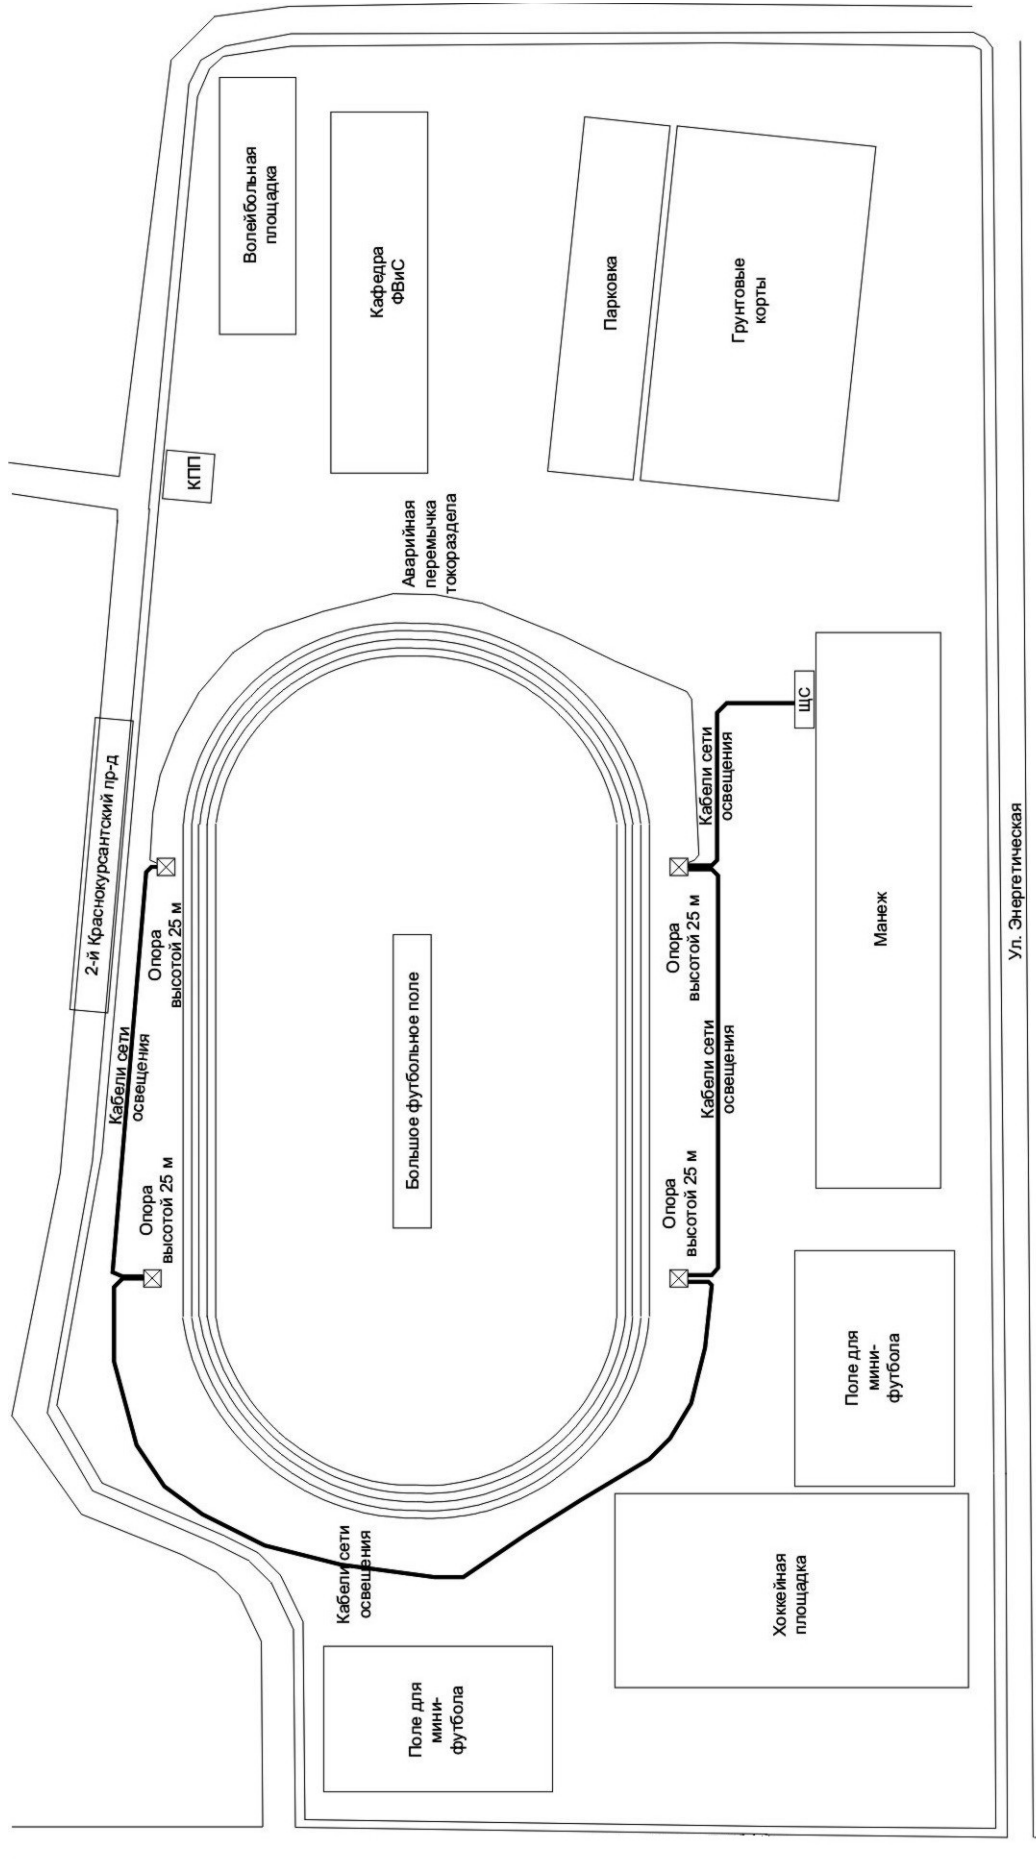 2-й Краснокурсантский пр-д
Волейбольная
площадка
КПП
Кафедра
ФВиС
Парковка
Грунтовые
корты
Аварийная
перемычка
токораздела
Опора
высотой 25 м
Кабели сети
освещения
Опора
высотой 25 м
Большое футбольное поле
Опора
высотой 25 м
Кабели сети
освещения
ЩС
Кабели сети
освещения
Опора
высотой 25 м
Манеж
Кабели сети
освещения
Поле для
мини-
футбола
Хоккейная
площадка
Поле для
мини-
футбола
Ул. Энергетическая